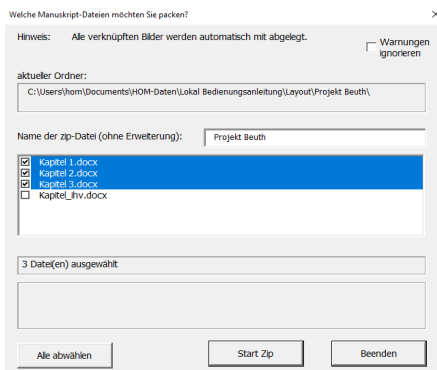 Welche Manuskript-Dateien möchten Sie packen?
Hinweis: Alle verknüpften Bilder werden automatisch mit abgelegt.
Warnungen
ignorieren
aktueller Ordner:
C:\Users\hom\Documents\HOM-Daten\Lokal Bedienungsanleitung\Layout\Projekt Beuth\
Name der zip-Datei (ohne Erweiterung): Projekt Beuth
Kapitel 1.docx
Kapitel 2.docx
Kapitel 3.docx
Kapitel_ihv.docx
3 Datei(en) ausgewählt
Alle abwählen Start Zip Beenden